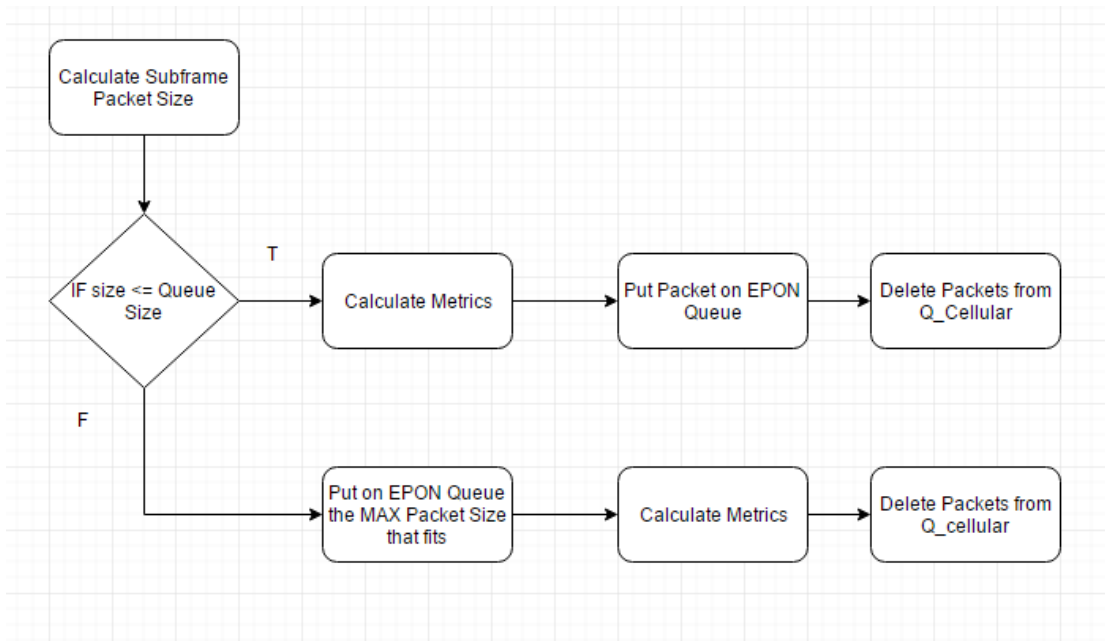 Calculate Subframe
Packet Size
IF size <= Queue
Size
T
Calculate Metrics
Put Packet on EPON
Queue
Delete Packets from
Q_Cellular
F
Put on EPON Queue
the MAX Packet Size
that fits
Calculate Metrics
Delete Packets from
Q_cellular